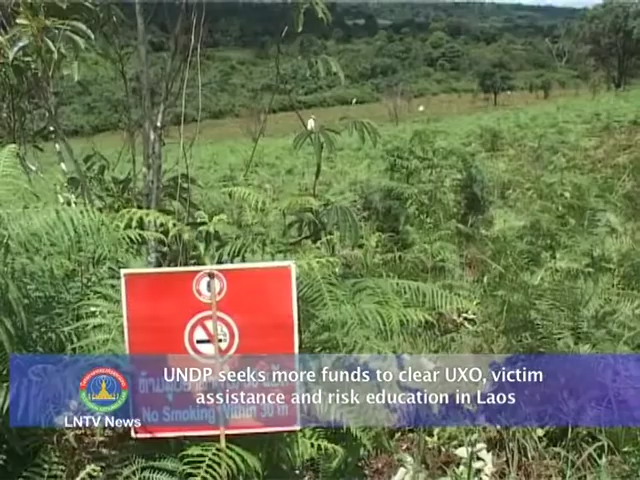 UNDP seeks more funds to clear UXO, victim
assistance and risk education in Laos
No Smoking Within 30 m
LNTV News